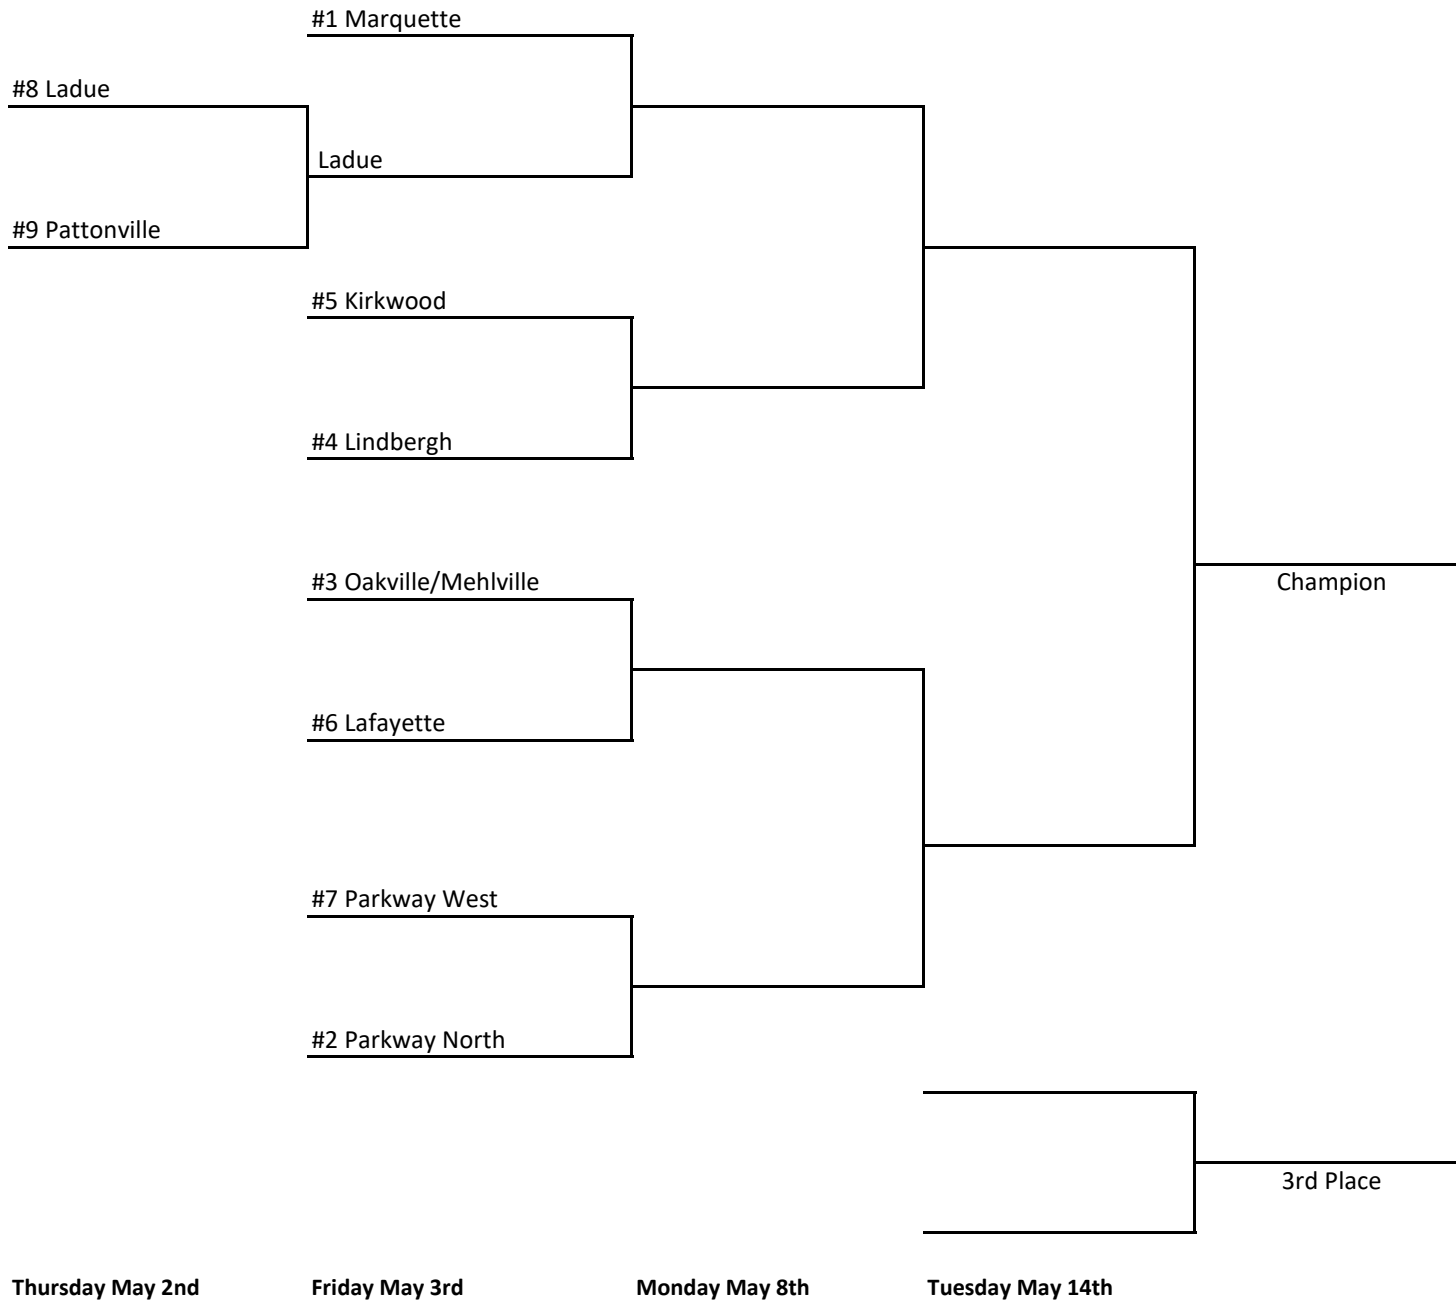 #1 Marquette
#8 Ladue
Ladue
#9 Pattonville
#5 Kirkwood
#4 Lindbergh
#3 Oakville/Mehlville
Champion
#6 Lafayette
#7 Parkway West
#2 Parkway North
3rd Place
Thursday May 2nd
Friday May 3rd
Monday May 8th
Tuesday May 14th